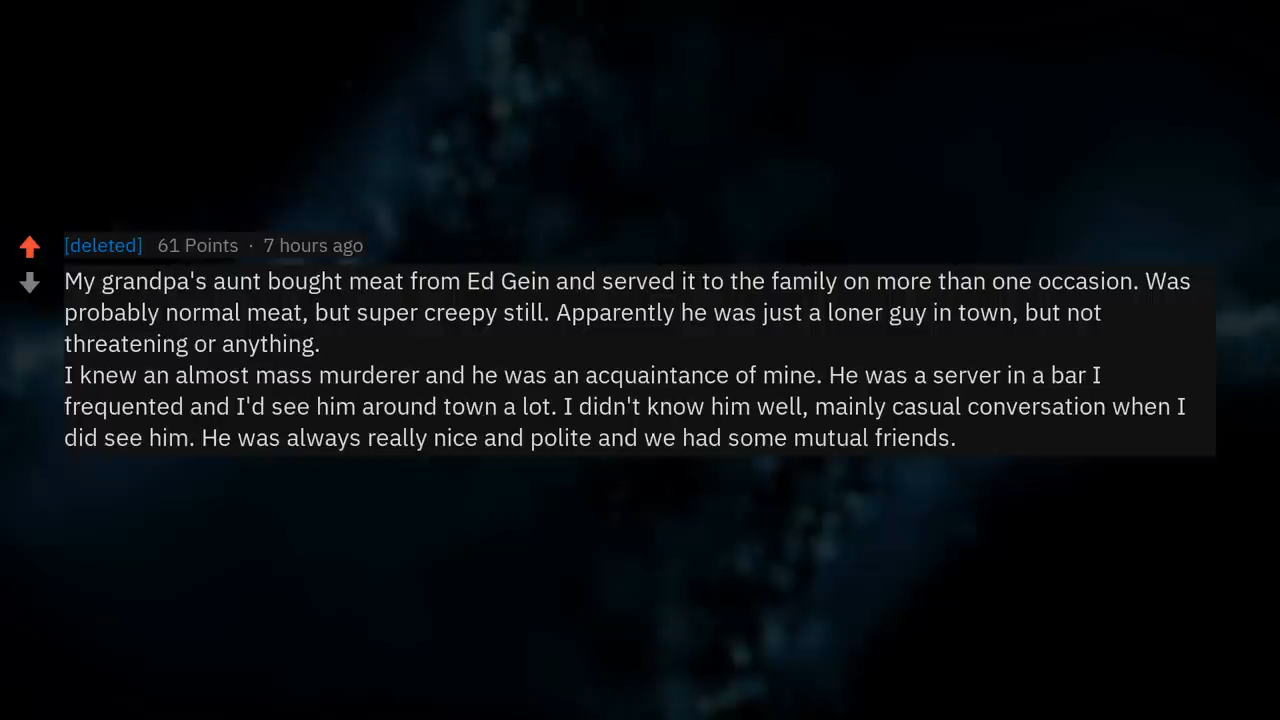 [deleted] 61 Points · 7 hours ago
My grandpa's aunt bought meat from Ed Gein and served it to the family on more than one occasion. Was
probably normal meat, but super creepy still. Apparently he was just a loner guy in town, but not
threatening or anything.
I knew an almost mass murderer and he was an acquaintance of mine. He was a server in a bar I
frequented and I'd see him around town a lot. I didn't know him well, mainly casual conversation when I
did see him. He was always really nice and polite and we had some mutual friends.